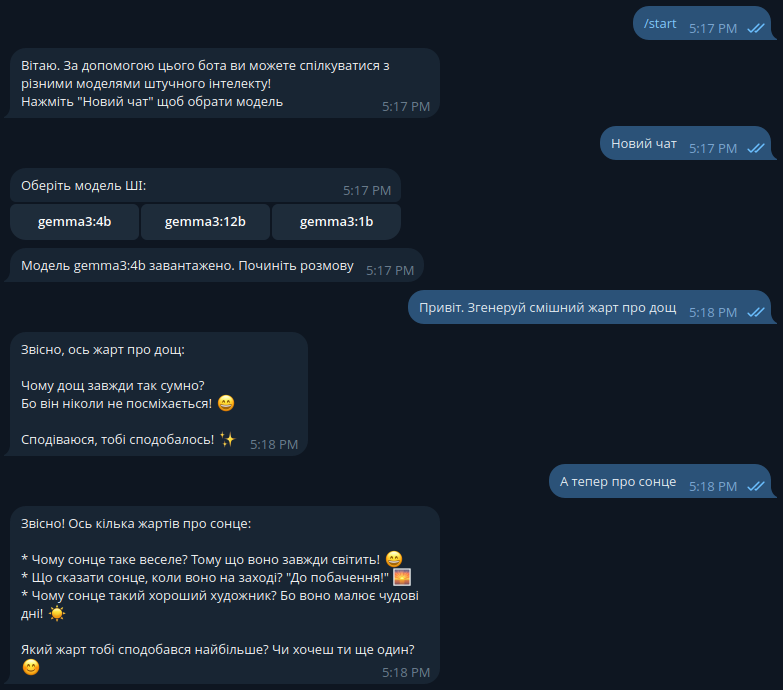 /start 5:17 PM
Вітаю. За допомогою цього бота ви можете спілкуватися з
різними моделями штучного інтелекту!
Нажміть "Новий чат" щоб обрати модель 5:17 PM
Новий чат 5:17 PM
Оберіть модель ШІ: 5:17 PM
gemma3:4b gemma3:12b gemma3:1b
Модель gemma3:4b завантажено. Починіть розмову 5:17 PM
Привіт. Згенеруй смішний жарт про дощ 5:18 PM
Звісно, ось жарт про дощ:
Чому дощ завжди так сумно?
Бо він ніколи не посміхається! 😄
Сподіваюся, тобі сподобалось! ✨ 5:18 PM
А тепер про сонце 5:18 PM
Звісно! Ось кілька жартів про сонце:
* Чому сонце таке веселе? Тому що воно завжди світить! 😄
* Що сказати сонце, коли воно на заході? "До побачення!" 🌅
* Чому сонце такий хороший художник? Бо воно малює чудові
дні! ☀️
Який жарт тобі сподобався найбільше? Чи хочеш ти ще один?
😊 5:18 PM